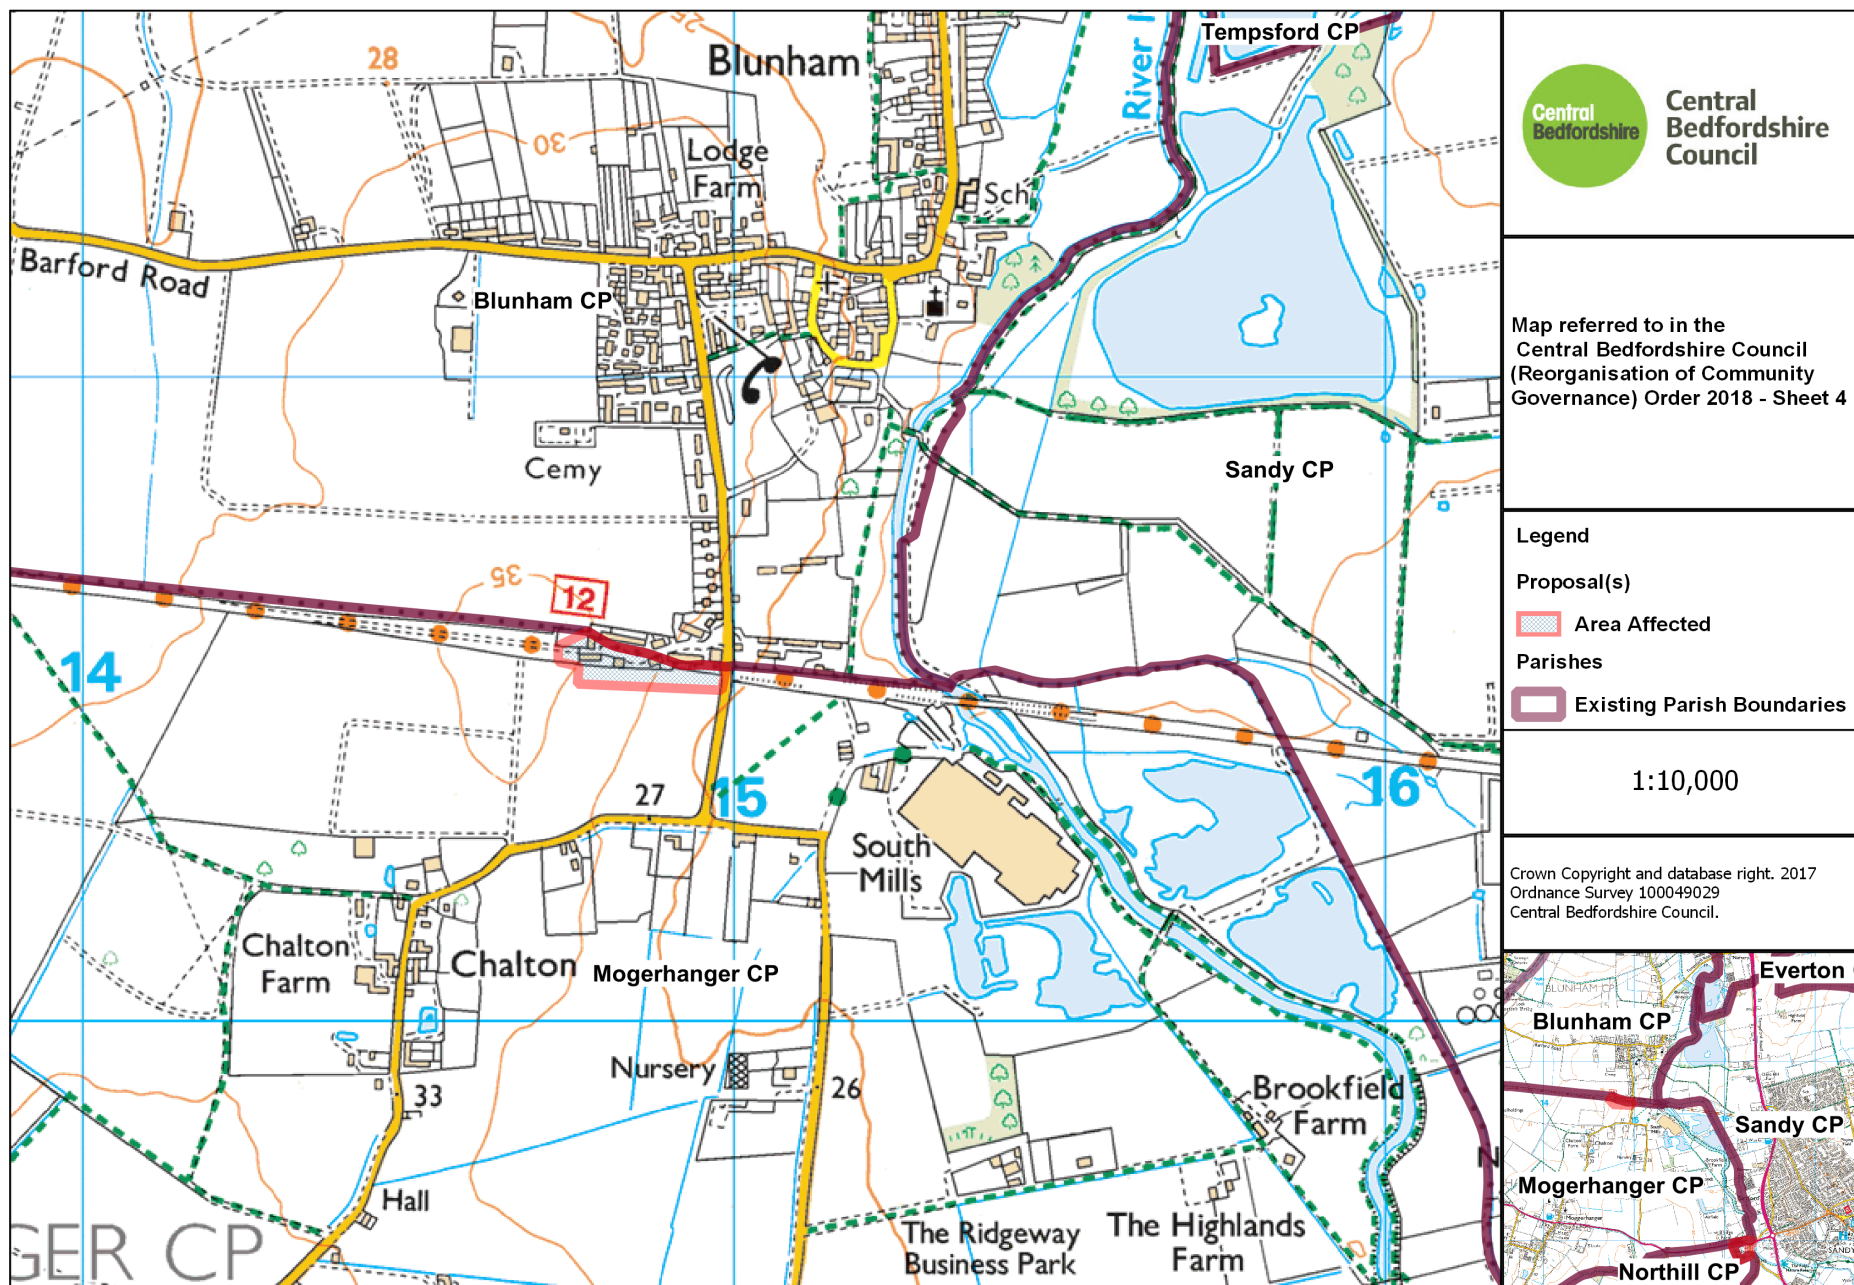 Blunham
Tempsford CP
River I
28
25
30
Lodge
Farm
Sch
Barford Road
Blunham CP
Cemy
Sandy CP
35
12
14
15
16
27
South
Mills
Chalton
Farm
Chalton
Mogerhanger CP
Nursery
33
26
Brookfield
Farm
N
Hall
GER CP
The Ridgeway
Business Park
The Highlands
Farm
Central
Bedfordshire
Central
Bedfordshire
Council
Map referred to in the
Central Bedfordshire Council
(Reorganisation of Community
Governance) Order 2018 - Sheet 4
Legend
Proposal(s)
Area Affected
Parishes
Existing Parish Boundaries
1:10,000
Crown Copyright and database right. 2017
Ordnance Survey 100049029
Central Bedfordshire Council.
Everton
BLUNHAM CP
Blunham CP
Sandy CP
Mogerhanger CP
Northill CP
SANDY